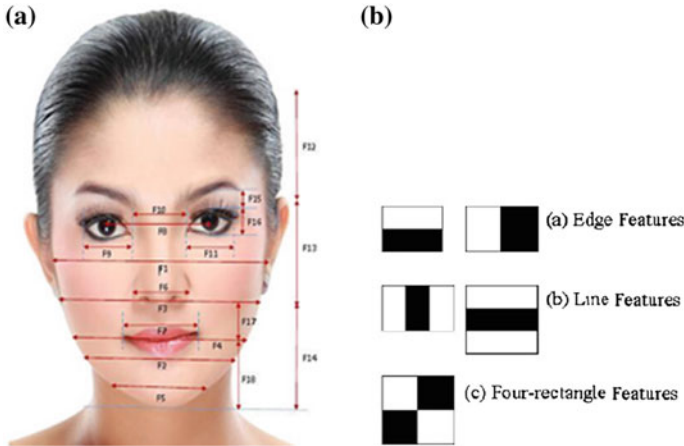 (a)
(b)
F12
F15
F10
F16
F8
F9
F11
F13
F1
F6
F3
F7
F17
F4
F14
F2
F18
F5
(a) Edge Features
(b) Line Features
(c) Four-rectangle Features